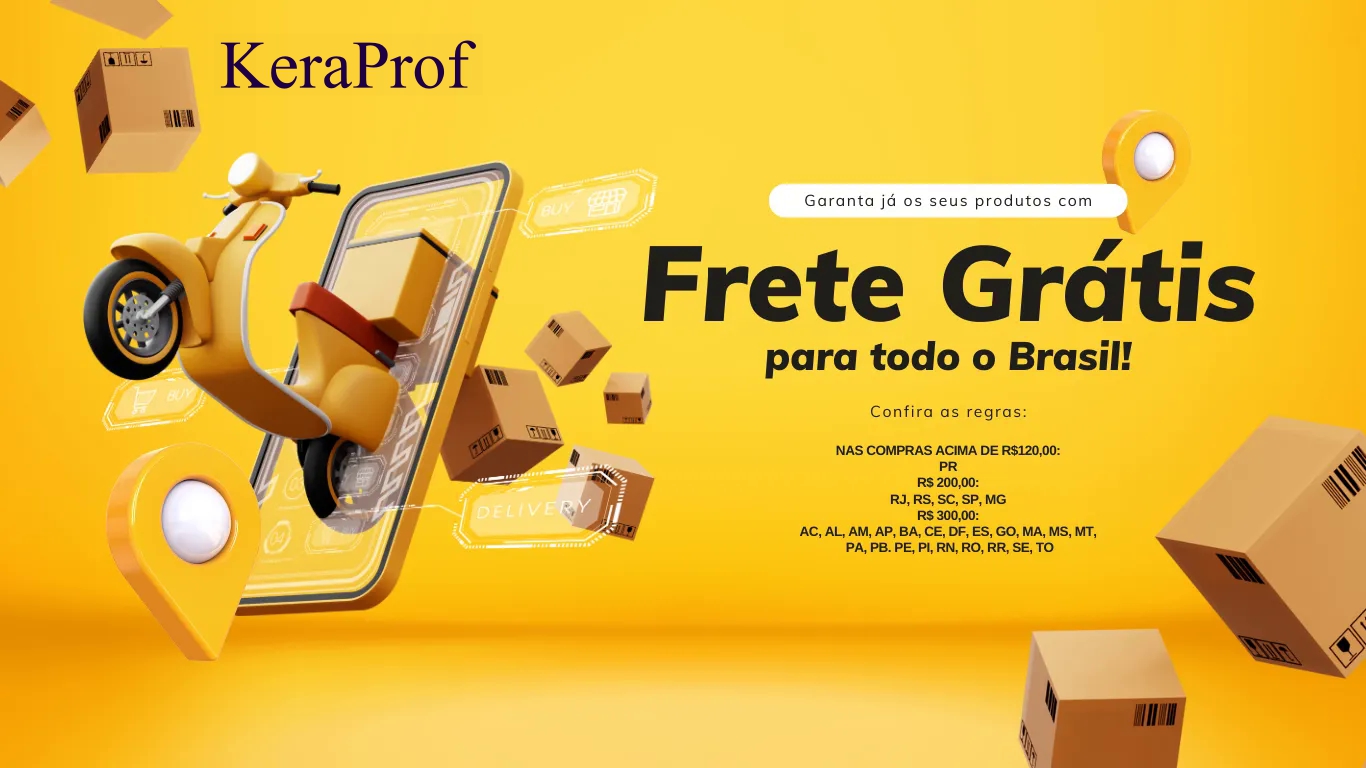 KeraProf
BUY
Garanta já os seus produtos com
Frete Grátis
para todo o Brasil!
BUY
Confira as regras:
NAS COMPRAS ACIMA DE R$120,00:
PR
R$ 200,00:
RJ, RS, SC, SP, MG
R$ 300,00:
AC, AL, AM, AP, BA, CE, DF, ES, GO, MA, MS, MT,
PA, PB. PE, PI, RN, RO, RR, SE, TO
DELIVERY
04